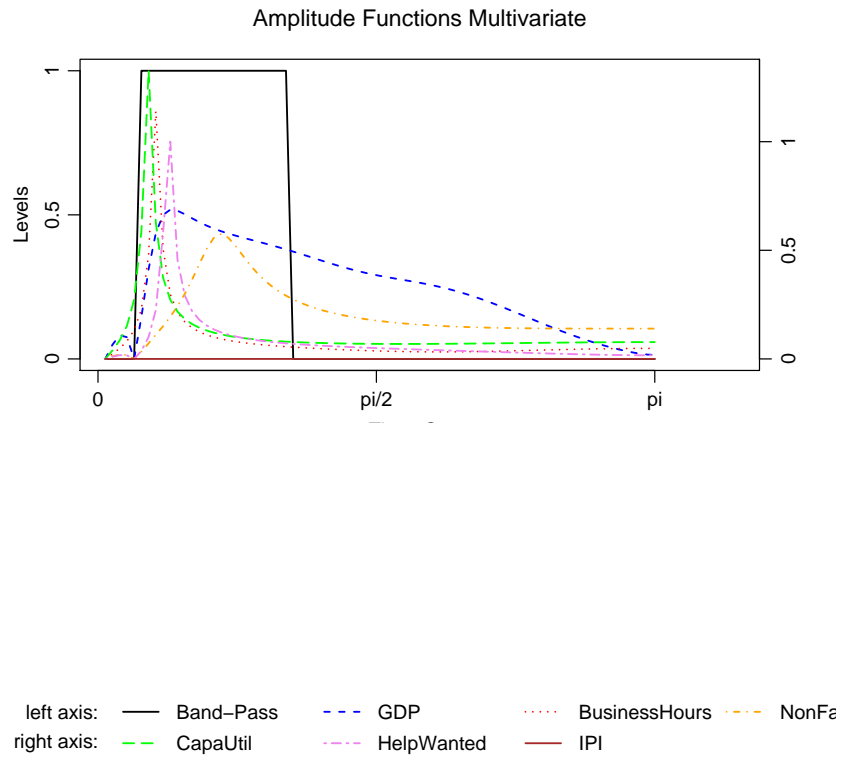 Amplitude Functions Multivariate
Levels
1
0.5
0
1
0.5
0
0
pi/2
pi
left axis: Band−Pass GDP BusinessHours NonFa
right axis: CapaUtil HelpWanted IPI